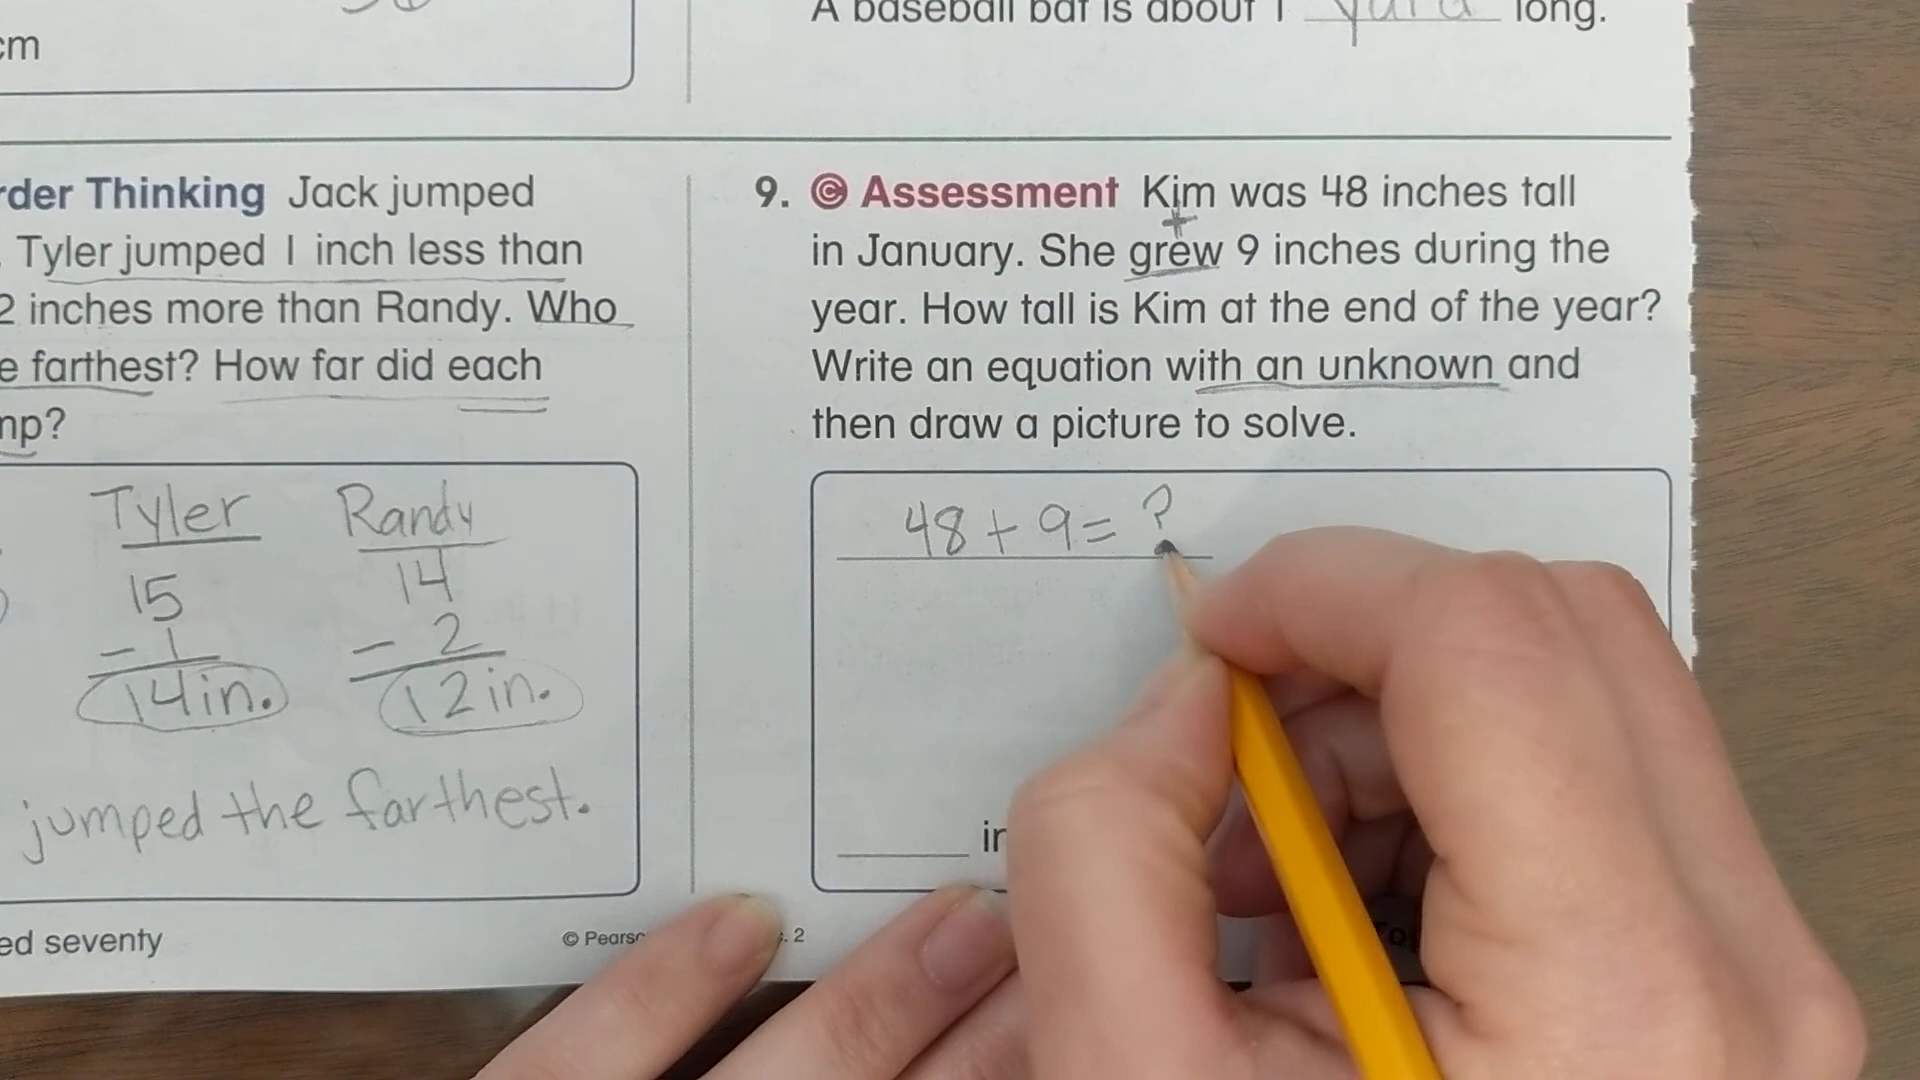 cm
A baseball bat is about 1 yard long.
rder Thinking Jack jumped
. Tyler jumped 1 inch less than
2 inches more than Randy. Who
e farthest? How far did each
mp?
Tyler
15
- 1
14 in.
Randy
14
- 2
12 in.
jumped the farthest.
9. © Assessment Kim was 48 inches tall
+
in January. She grew 9 inches during the
year. How tall is Kim at the end of the year?
Write an equation with an unknown and
then draw a picture to solve.
48 + 9 = ?
ed seventy
© Pearso
. 2